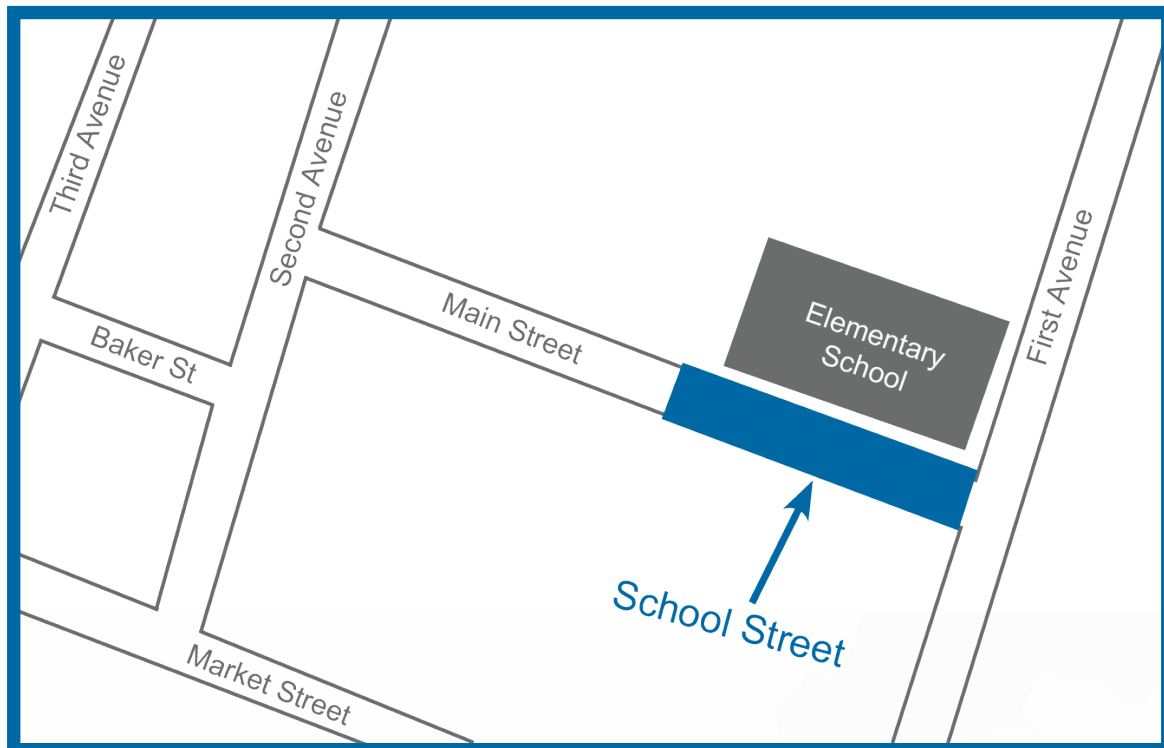 Third Avenue
Second Avenue
First Avenue
Baker St
Main Street
Elementary
School
School Street
Market Street